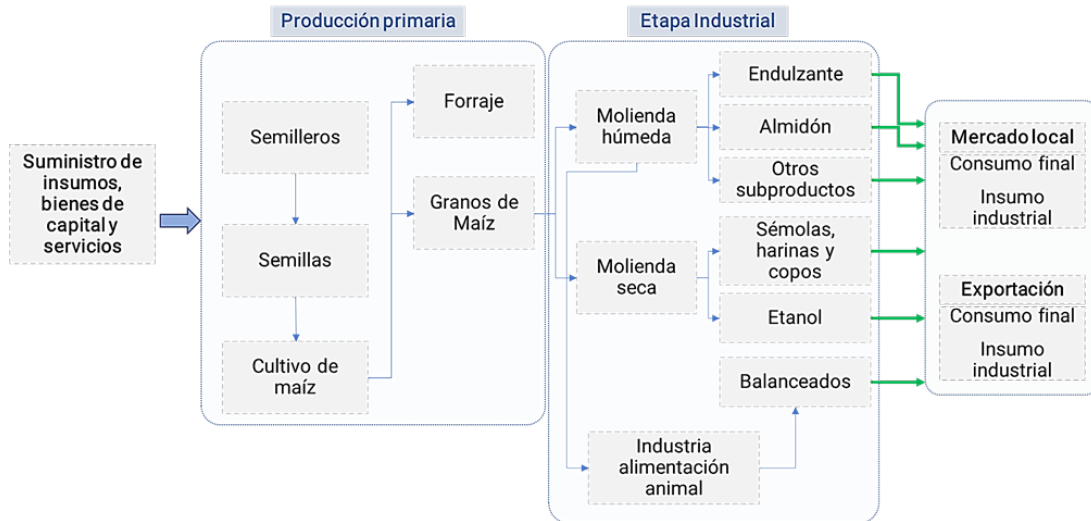 Producción primaria
Etapa Industrial
Suministro de
insumos,
bienes de
capital y
servicios
Semilleros
Semillas
Cultivo de
maíz
Forraje
Granos de
Maíz
Molienda
húmeda
Molienda
seca
Industria
alimentación
animal
Endulzante
Almidón
Otros
subproductos
Sémolas,
harinas y
copos
Etanol
Balanceados
Mercado local
Consumo final
Insumo
industrial
Exportación
Consumo final
Insumo
industrial